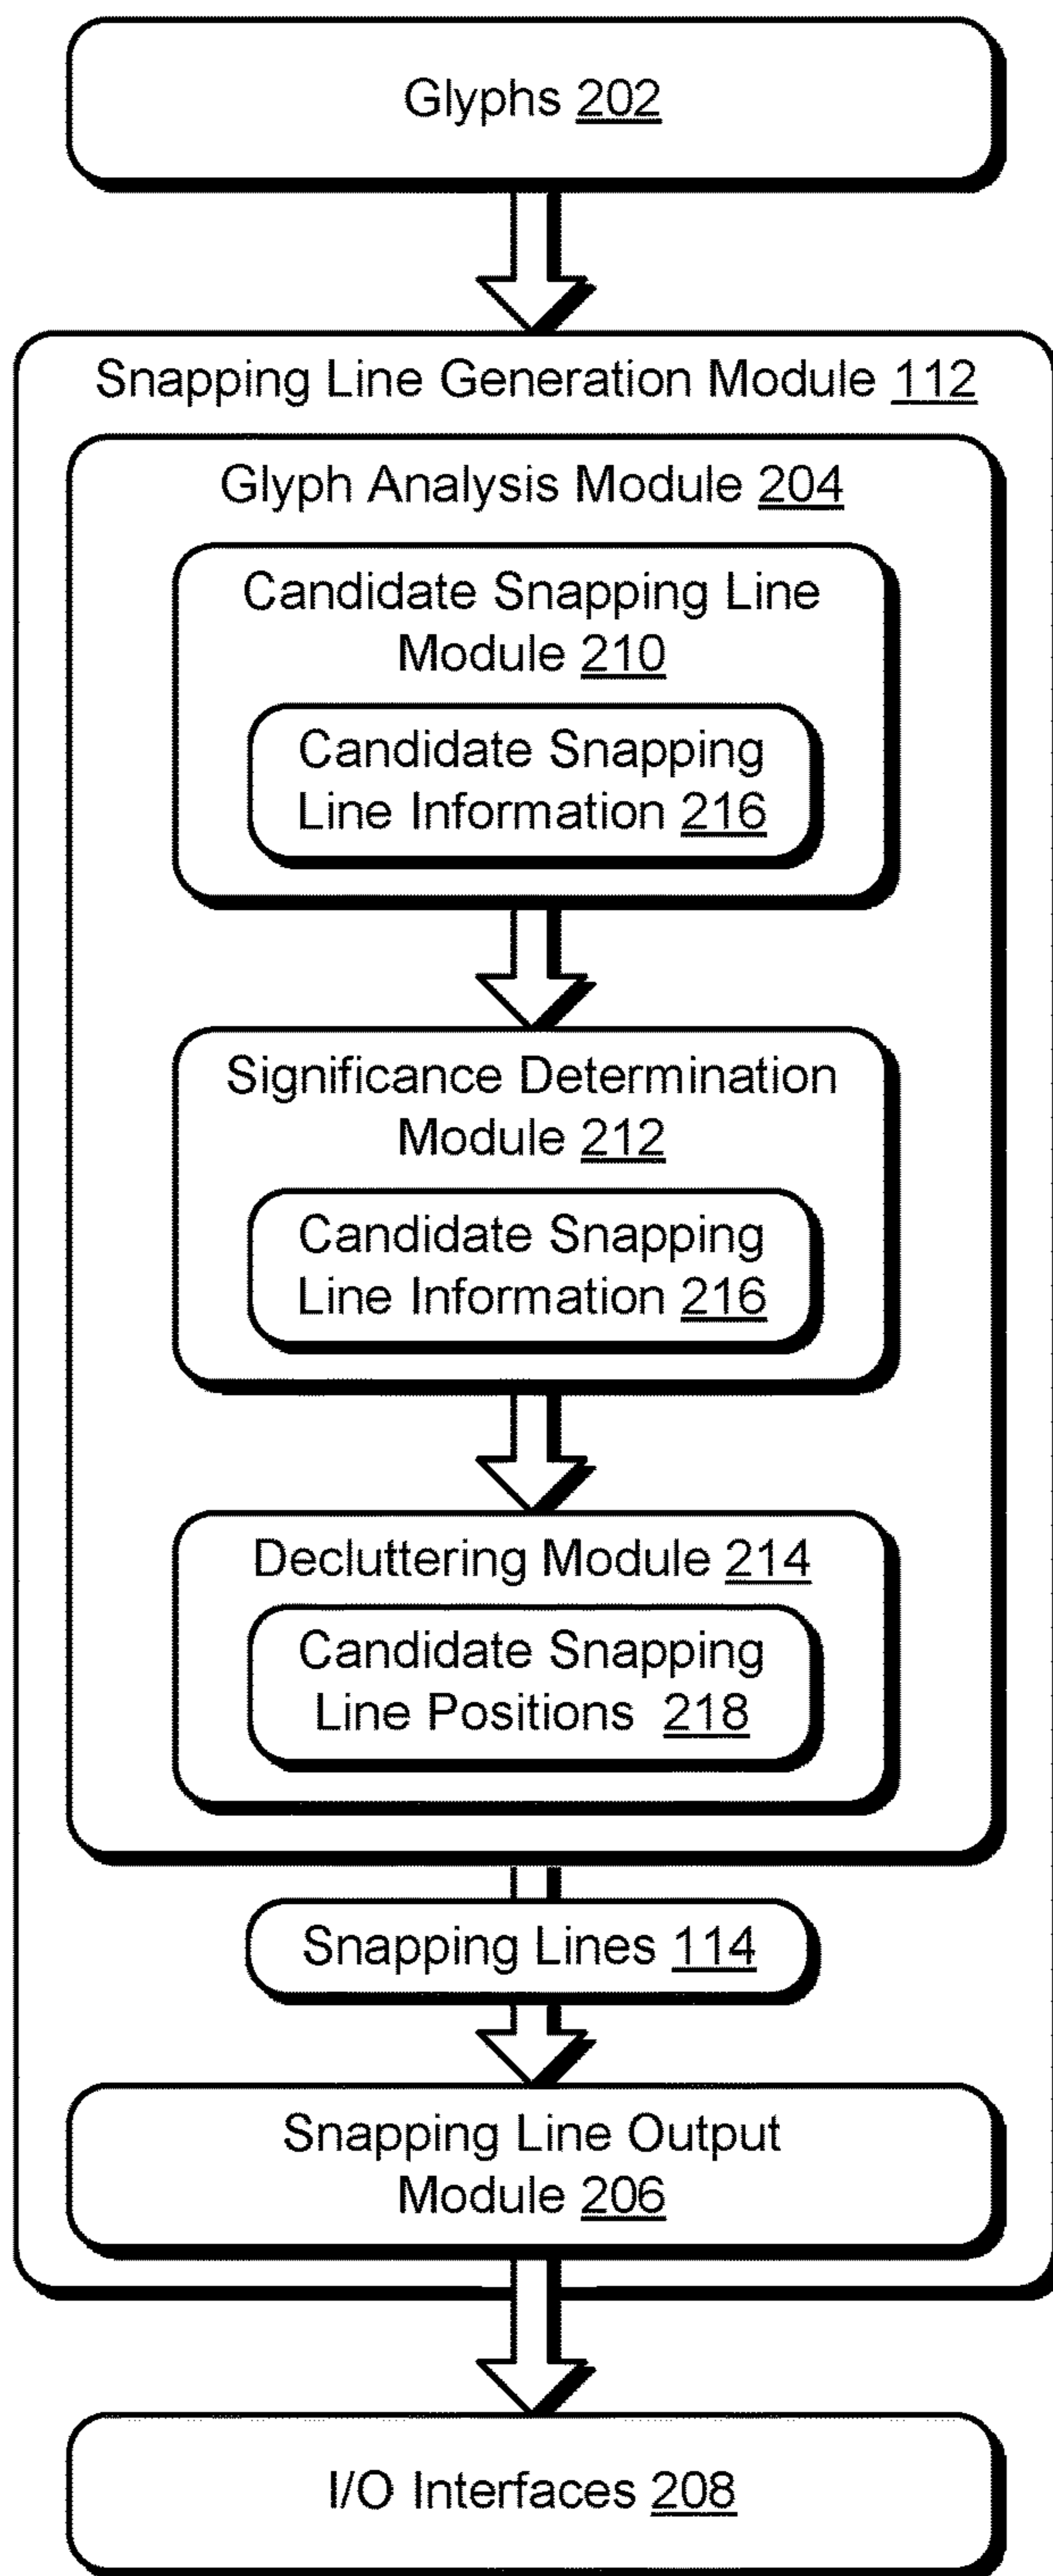 Glyphs 202
Snapping Line Generation Module 112
Glyph Analysis Module 204
Candidate Snapping Line
Module 210
Candidate Snapping
Line Information 216
Significance Determination
Module 212
Candidate Snapping
Line Information 216
Decluttering Module 214
Candidate Snapping
Line Positions 218
Snapping Lines 114
Snapping Line Output
Module 206
I/O Interfaces 208